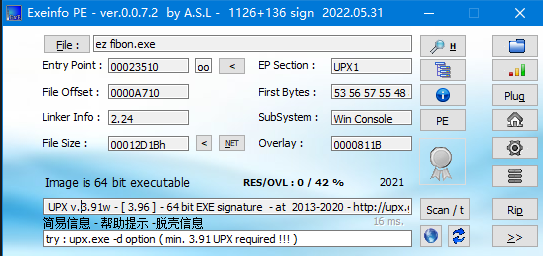 Exeinfo PE - ver.0.0.7.2 by A.S.L - 1126+136 sign 2022.05.31
File : ez fibon.exe H
Entry Point : 00023510 oo < EP Section : UPX1
File Offset : 0000A710 First Bytes : 53 56 57 55 48 Plug
Linker Info : 2.24 SubSystem : Win Console PE
File Size : 00012D1Bh < NET Overlay : 0000811B
Image is 64 bit executable RES/OVL : 0 / 42 % 2021
UPX v.3.91w - [ 3.96 ] - 64 bit EXE signature - at 2013-2020 - http://upx.g Scan / t Rip
简易信息 - 帮助提示 - 脱壳信息 16 ms.
try : upx.exe -d option ( min. 3.91 UPX required !!! ) >>